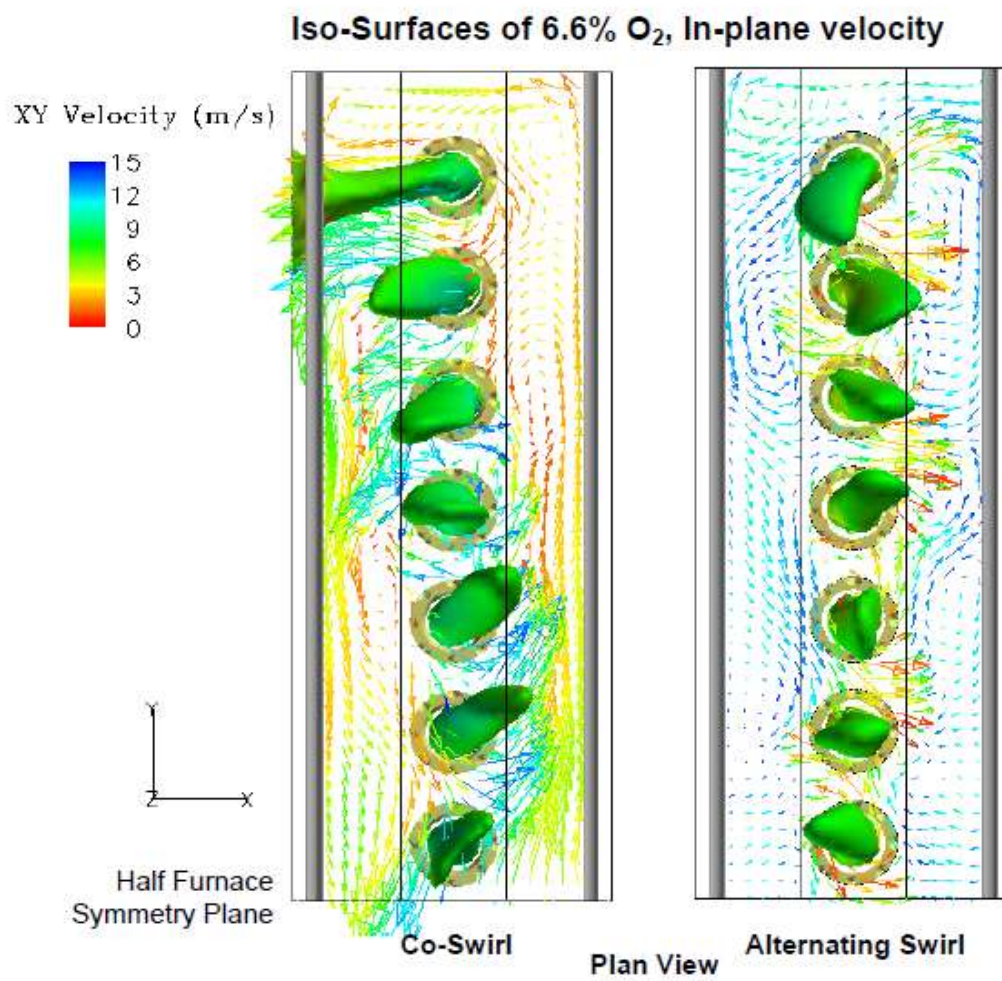 Iso-Surfaces of 6.6% O₂, In-plane velocity
XY Velocity (m/s)
15
12
9
6
3
0
Y
Z
X
Half Furnace
Symmetry Plane
Co-Swirl
Alternating Swirl
Plan View